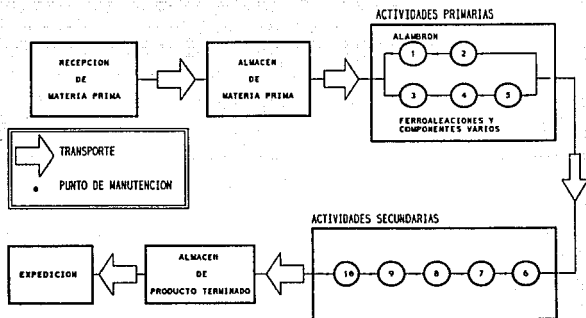 ACTIVIDADES PRIMARIAS
RECEPCION
DE
MATERIA PRIMA
ALMACEN
DE
MATERIA PRIMA
ALAMBRON
1 2
3 4 5
FERROALEACIONES Y
COMPONENTES VARIOS
TRANSPORTE
PUNTO DE MANUTENCION
ACTIVIDADES SECUNDARIAS
EXPEDICION
ALMACEN
DE
PRODUCTO TERMINADO
10 9 8 7 6